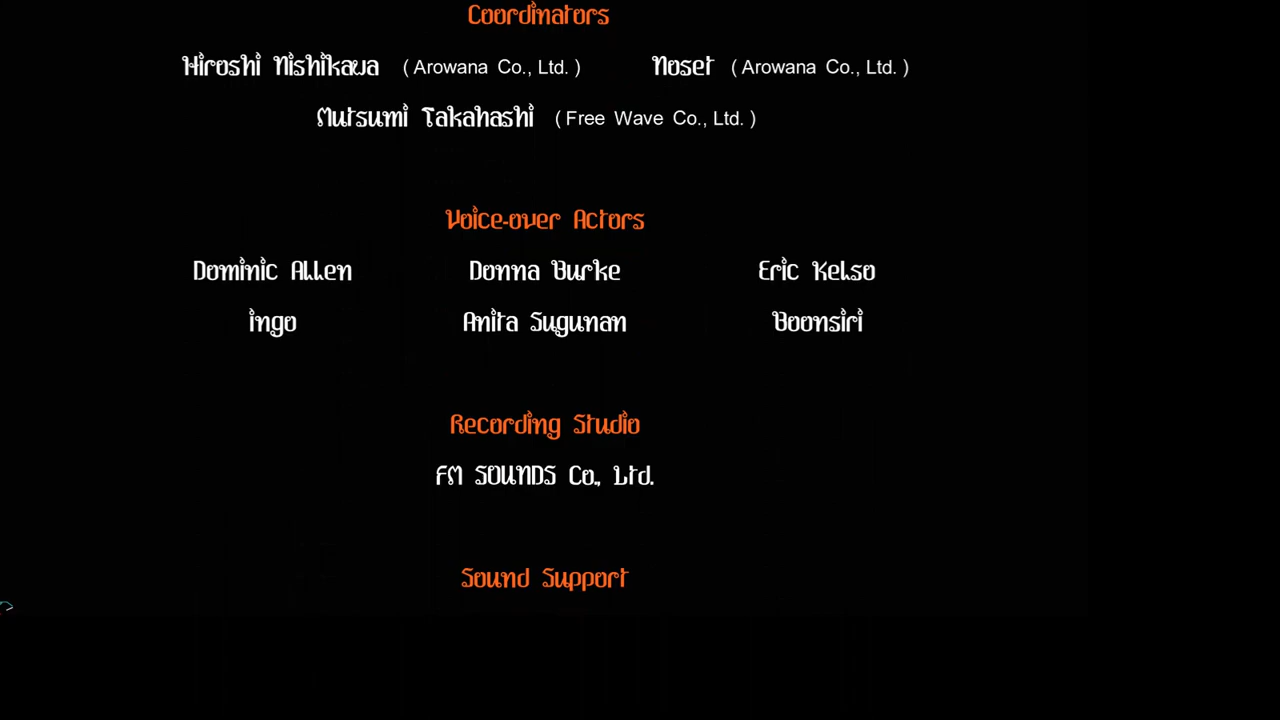 Coordinators
Hiroshi Nishikawa ( Arowana Co., Ltd. ) Noset ( Arowana Co., Ltd. )
Mutsumi Takahashi ( Free Wave Co., Ltd. )
Voice-over Actors
Dominic Allen Donna Burke Eric Kelso
ingo Anita Sugunan Boonsiri
Recording Studio
FM SOUNDS Co., Ltd.
Sound Support